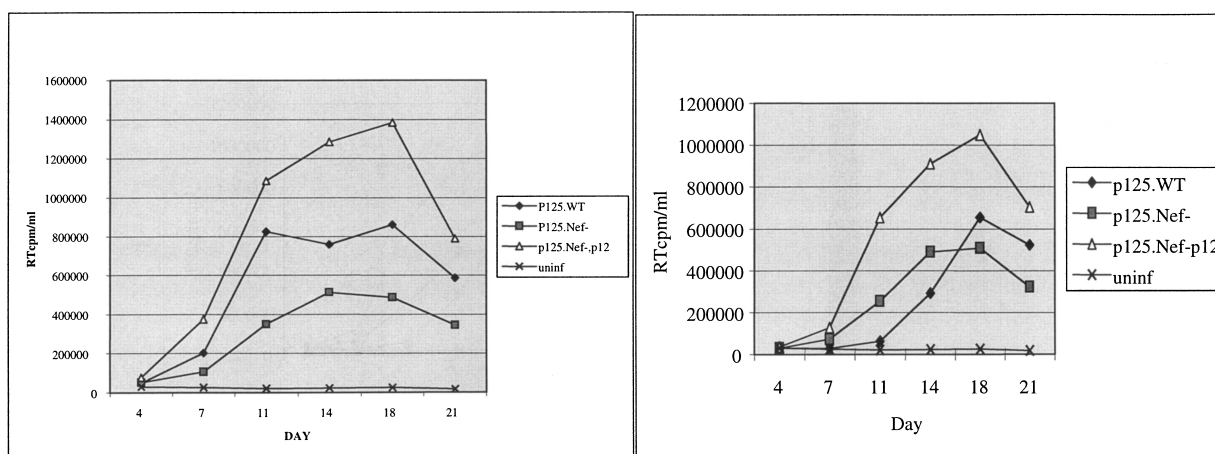 1600000
1400000
1200000
1000000
800000
600000
400000
200000
0
RTcpm/ml
4 7 11 14 18 21
DAY
P125.WT
P125.Nef-
p125.Nef-,p12
uninf
1200000
1000000
800000
600000
400000
200000
0
RTcpm/ml
4 7 11 14 18 21
Day
p125.WT
p125.Nef-
p125.Nef-p12
uninf